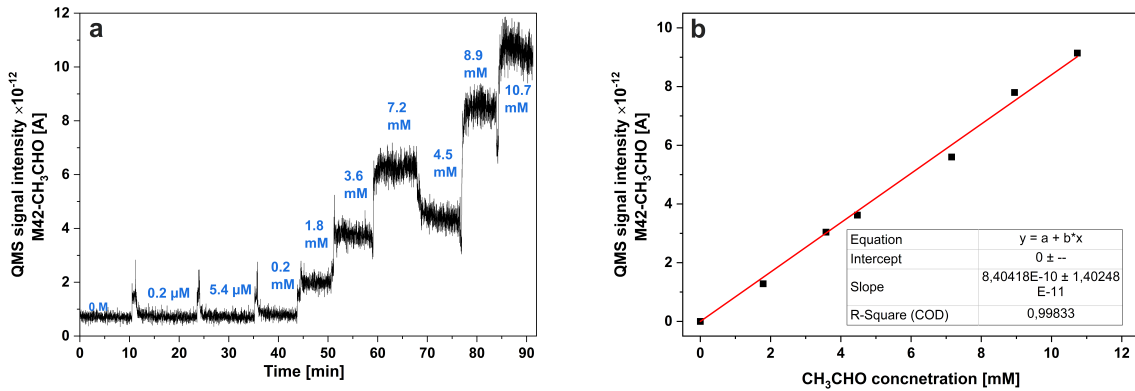 a
QMS signal intensity ×10-12
M42-CH3CHO [A]
12
10
8
6
4
2
0
0 M
0.2 µM
5.4 µM
0.2
mM
1.8
mM
3.6
mM
7.2
mM
4.5
mM
8.9
mM
10.7
mM
0 10 20 30 40 50 60 70 80 90
Time [min]
b
QMS signal intensity ×10-12
M42-CH3CHO [A]
10
8
6
4
2
0
Equation y = a + b*x
Intercept 0 ± --
Slope 8,40418E-10 ± 1,40248
E-11
R-Square (COD) 0,99833
0 2 4 6 8 10 12
CH3CHO concnetration [mM]